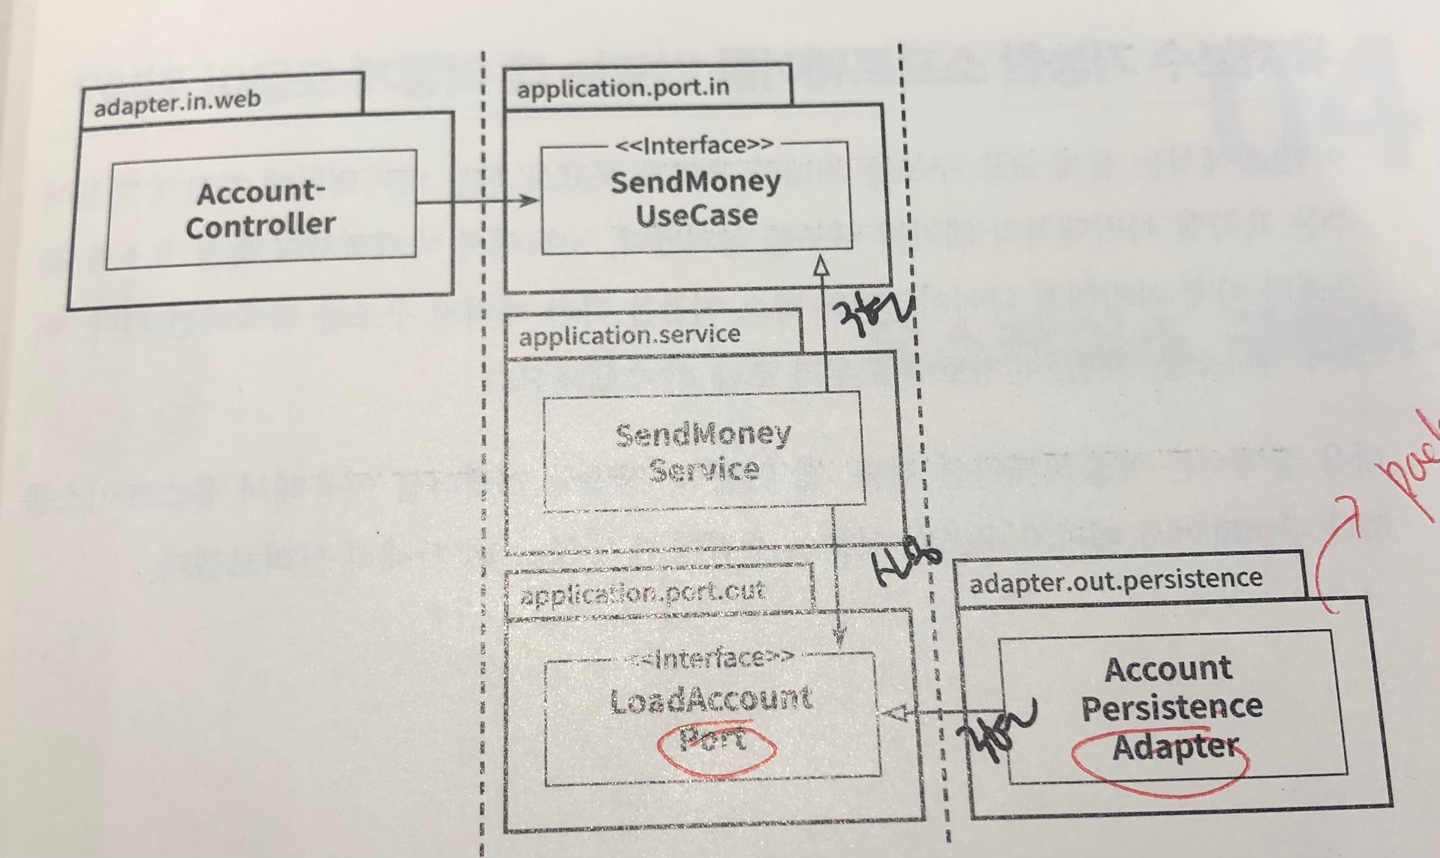 adapter.in.web
Account-
Controller
application.port.in
<<Interface>>
SendMoney
UseCase
구현
application.service
SendMoney
Service
사용
application.port.out
<<Interface>>
LoadAccount
Port
adapter.out.persistence
Account
Persistence
Adapter
구현